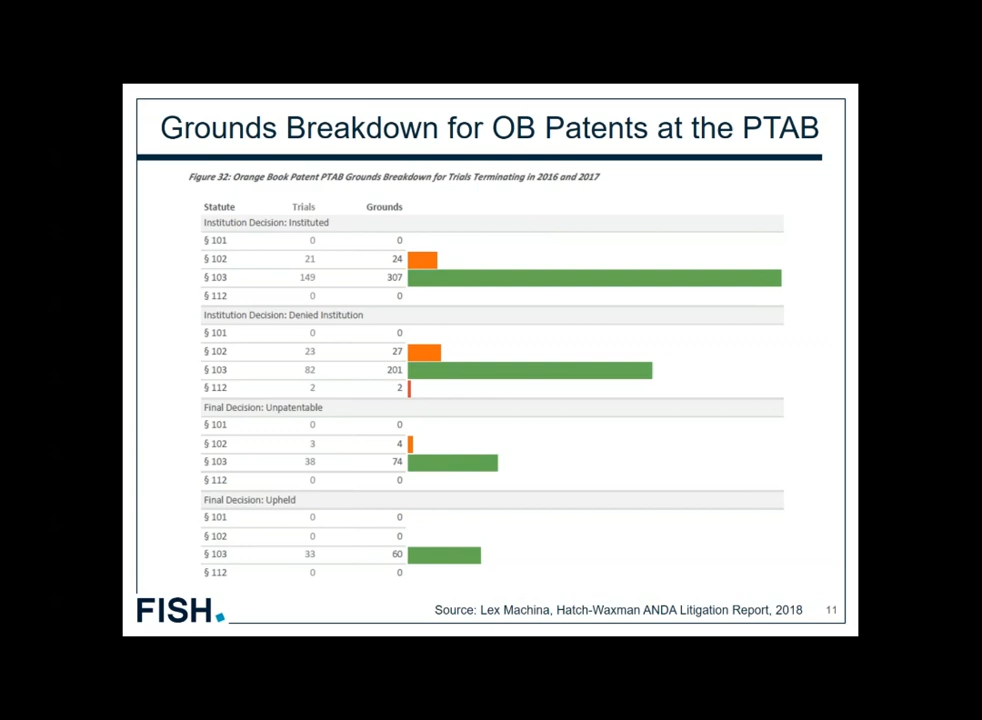 Grounds Breakdown for OB Patents at the PTAB
Figure 32: Orange Book Patent PTAB Grounds Breakdown for Trials Terminating in 2016 and 2017
Statute Trials Grounds
Institution Decision: Instituted
§ 101 0 0
§ 102 21 24
§ 103 149 307
§ 112 0 0
Institution Decision: Denied Institution
§ 101 0 0
§ 102 23 27
§ 103 82 201
§ 112 2 2
Final Decision: Unpatentable
§ 101 0 0
§ 102 3 4
§ 103 38 74
§ 112 0 0
Final Decision: Upheld
§ 101 0 0
§ 102 0 0
§ 103 33 60
§ 112 0 0
FISH.
Source: Lex Machina, Hatch-Waxman ANDA Litigation Report, 2018 11